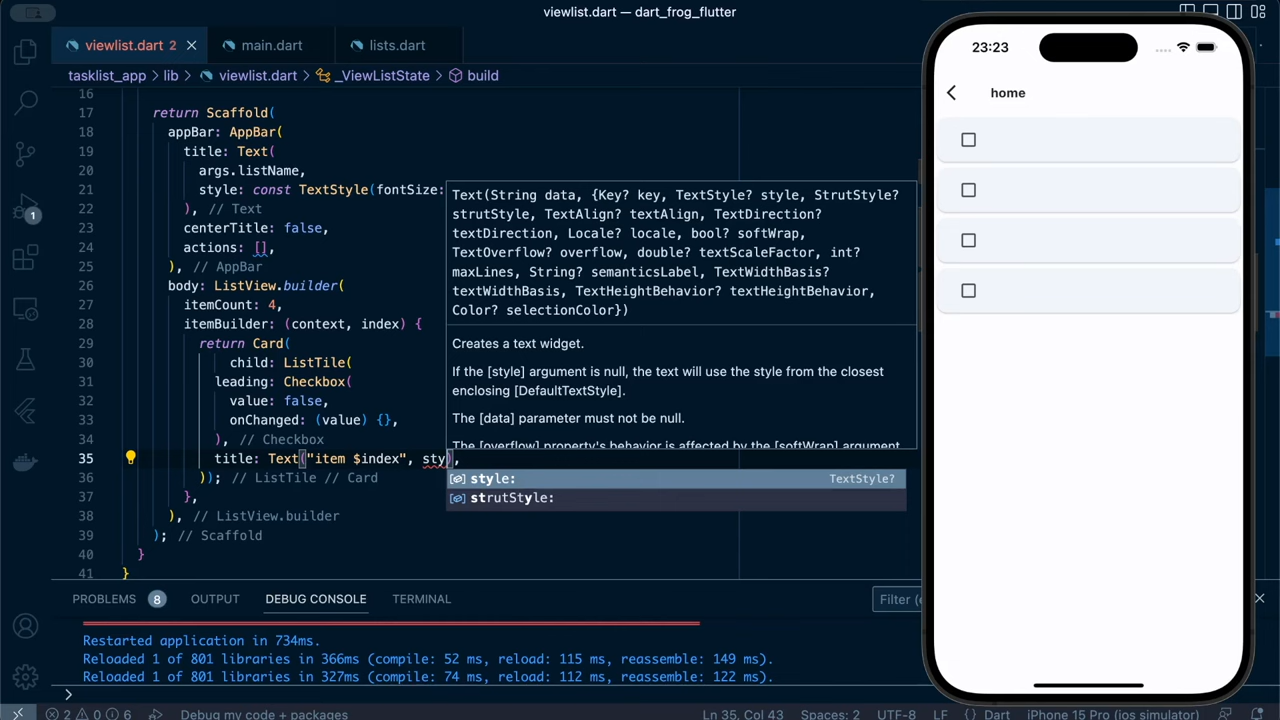 viewlist.dart — dart_frog_flutter
viewlist.dart 2
main.dart
lists.dart
tasklist_app > lib > viewlist.dart > _ViewListState > build
16
17 return Scaffold(
18 appBar: AppBar(
19 title: Text(
20 args.listName,
21 style: const TextStyle(fontSize:
22 ), // Text
23 centerTitle: false,
24 actions: [],
25 ), // AppBar
26 body: ListView.builder(
27 itemCount: 4,
28 itemBuilder: (context, index) {
29 return Card(
30 child: ListTile(
31 leading: Checkbox(
32 value: false,
33 onChanged: (value) {},
34 ), // Checkbox
35 title: Text("item $index", sty),
36 )); // ListTile // Card
37 },
38 ), // ListView.builder
39 ); // Scaffold
40 }
41 }
Text(String data, {Key? key, TextStyle? style, StrutStyle?
strutStyle, TextAlign? textAlign, TextDirection?
textDirection, Locale? locale, bool? softWrap,
TextOverflow? overflow, double? textScaleFactor, int?
maxLines, String? semanticsLabel, TextWidthBasis?
textWidthBasis, TextHeightBehavior? textHeightBehavior,
Color? selectionColor})
Creates a text widget.
If the [style] argument is null, the text will use the style from the closest
enclosing [DefaultTextStyle].
The [data] parameter must not be null.
The [overflow] property's behavior is affected by the [softWrap] argument
style: TextStyle?
strutStyle:
1
PROBLEMS 8 OUTPUT DEBUG CONSOLE TERMINAL
Filter (e
Restarted application in 734ms.
Reloaded 1 of 801 libraries in 366ms (compile: 52 ms, reload: 115 ms, reassemble: 149 ms).
Reloaded 1 of 801 libraries in 327ms (compile: 74 ms, reload: 112 ms, reassemble: 122 ms).
>
2 0 6 Debug my code + packages Ln 35, Col 43 Spaces: 2 UTF-8 LF {} Dart iPhone 15 Pro (ios simulator)
23:23
home